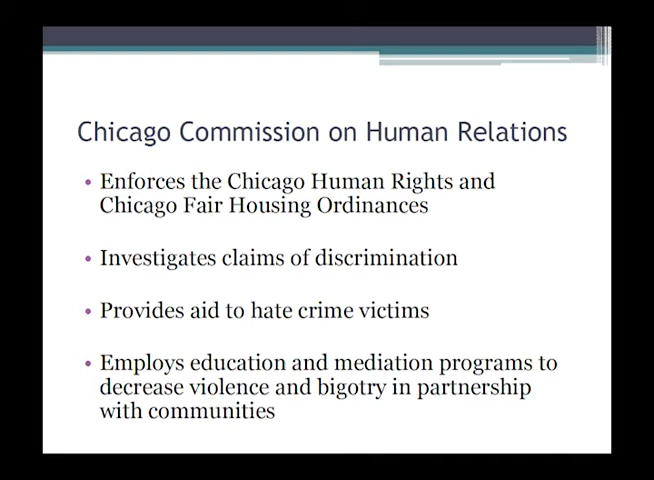 Chicago Commission on Human Relations
• Enforces the Chicago Human Rights and
Chicago Fair Housing Ordinances
• Investigates claims of discrimination
• Provides aid to hate crime victims
• Employs education and mediation programs to
decrease violence and bigotry in partnership
with communities